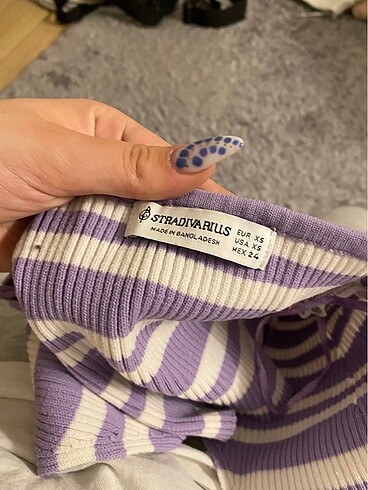 STRADIVARIUS
MADE IN BANGLADESH
EUR XS
USA XS
MEX 24